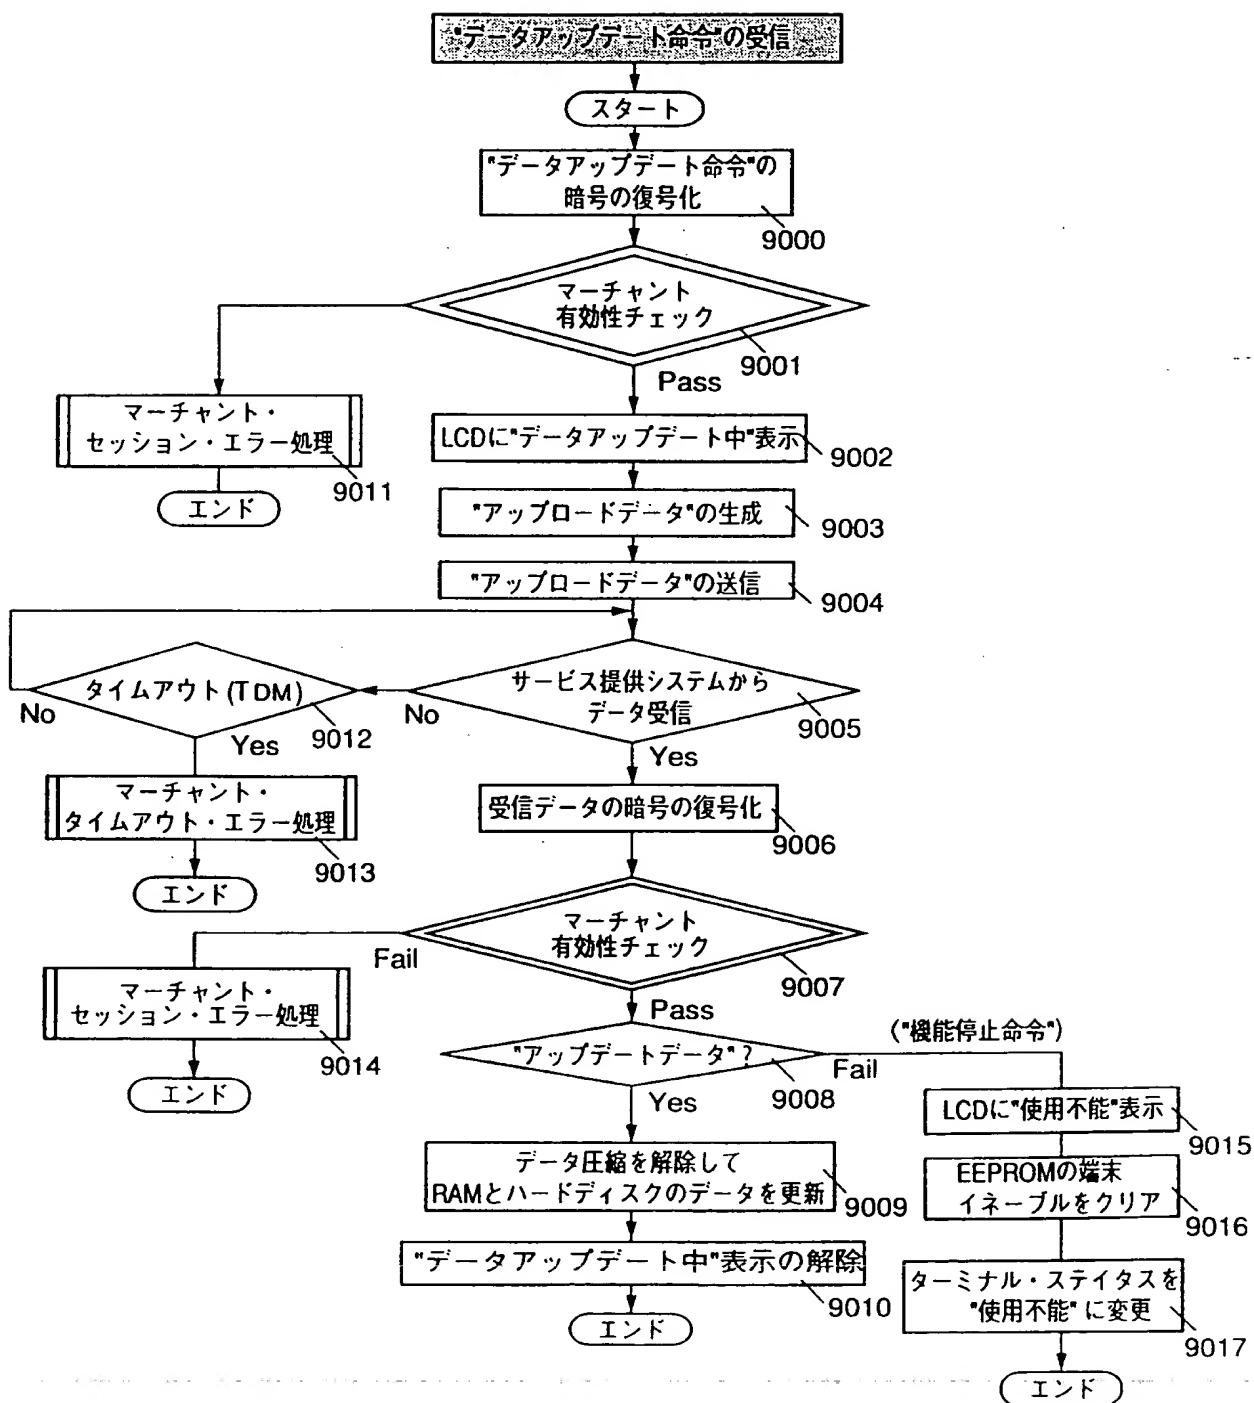 "データアップデート命令"の受信
スタート
"データアップデート命令"の
暗号の復号化
9000
マーチャント
有効性チェック
9001
Pass
マーチャント・
セッション・エラー処理
9011
エンド
LCDに"データアップデート中"表示
9002
"アップロードデータ"の生成
9003
"アップロードデータ"の送信
9004
サービス提供システムから
データ受信
9005
No
Yes
タイムアウト(TDM)
9012
No
Yes
マーチャント・
タイムアウト・エラー処理
9013
エンド
受信データの暗号の復号化
9006
マーチャント
有効性チェック
9007
Fail
Pass
マーチャント・
セッション・エラー処理
9014
エンド
"アップデートデータ"?
9008
Fail
("機能停止命令")
Yes
データ圧縮を解除して
RAMとハードディスクのデータを更新
9009
"データアップデート中"表示の解除
9010
エンド
LCDに"使用不能"表示
9015
EEPROMの端末
イネーブルをクリア
9016
ターミナル・ステイタスを
"使用不能"に変更
9017
エンド